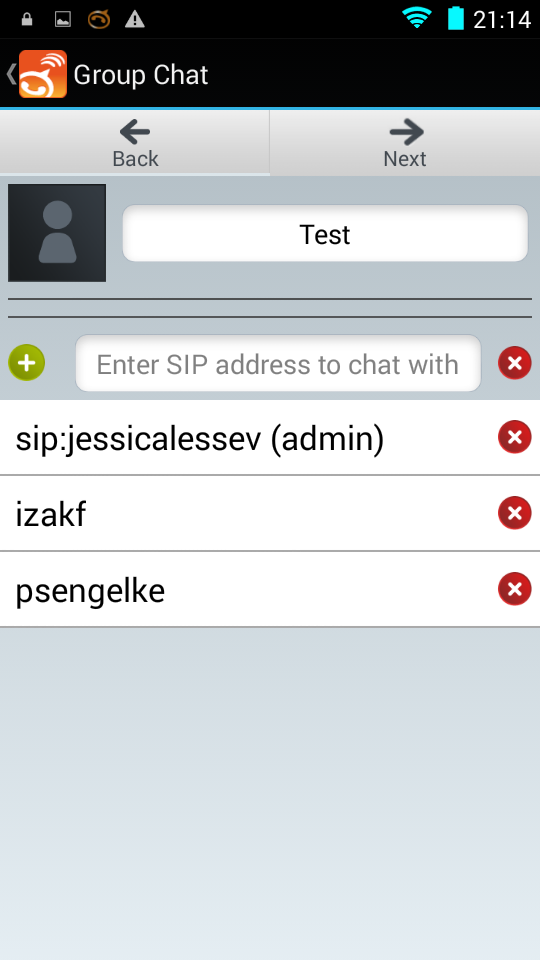 21:14
Group Chat
Back
Next
Test
Enter SIP address to chat with
sip:jessicalessev (admin)
izakf
psengelke